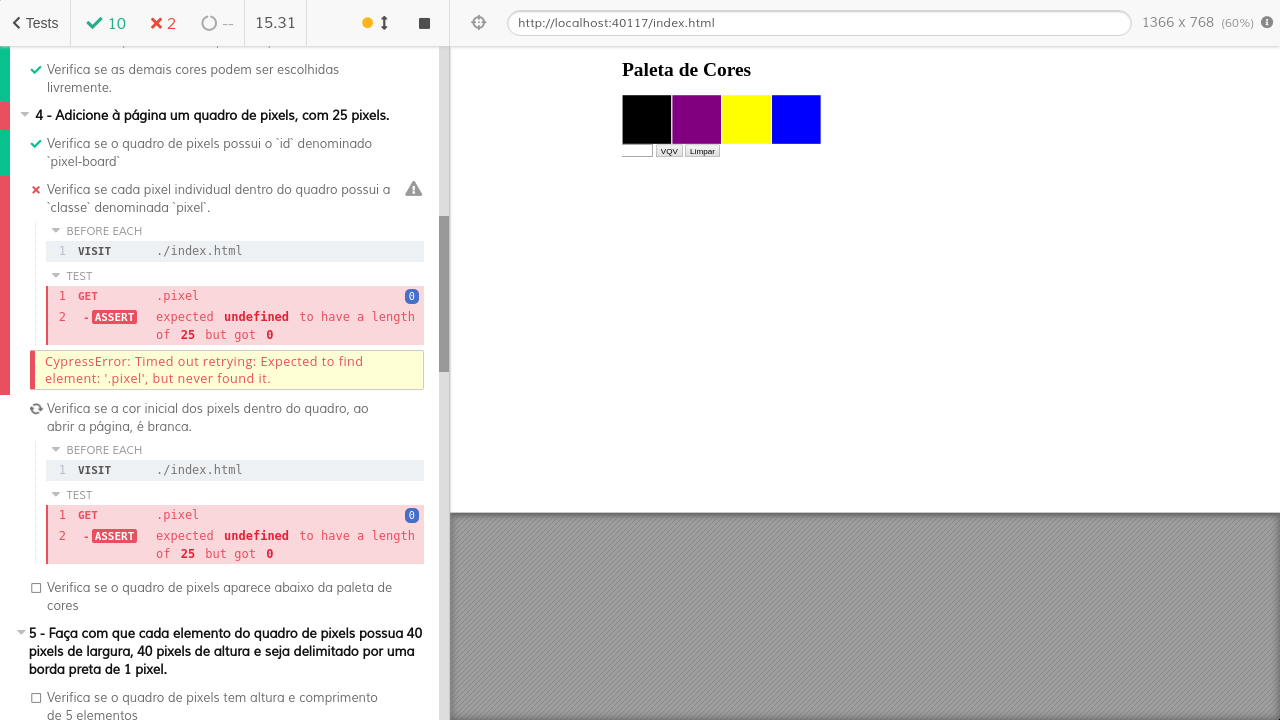 Tests
10
2
--
15.31
http://localhost:40117/index.html
1366 x 768 (60%)
Verifica se as demais cores podem ser escolhidas
livremente.
4 - Adicione à página um quadro de pixels, com 25 pixels.
Verifica se o quadro de pixels possui o `id` denominado
`pixel-board`
Verifica se cada pixel individual dentro do quadro possui a
`classe` denominada `pixel`.
BEFORE EACH
1 VISIT ./index.html
TEST
1 GET .pixel 0
2 -ASSERT expected undefined to have a length
of 25 but got 0
CypressError: Timed out retrying: Expected to find
element: '.pixel', but never found it.
Verifica se a cor inicial dos pixels dentro do quadro, ao
abrir a página, é branca.
BEFORE EACH
1 VISIT ./index.html
TEST
1 GET .pixel 0
2 -ASSERT expected undefined to have a length
of 25 but got 0
Verifica se o quadro de pixels aparece abaixo da paleta de
cores
5 - Faça com que cada elemento do quadro de pixels possua 40
pixels de largura, 40 pixels de altura e seja delimitado por uma
borda preta de 1 pixel.
Verifica se o quadro de pixels tem altura e comprimento
de 5 elementos
Paleta de Cores
VQV Limpar